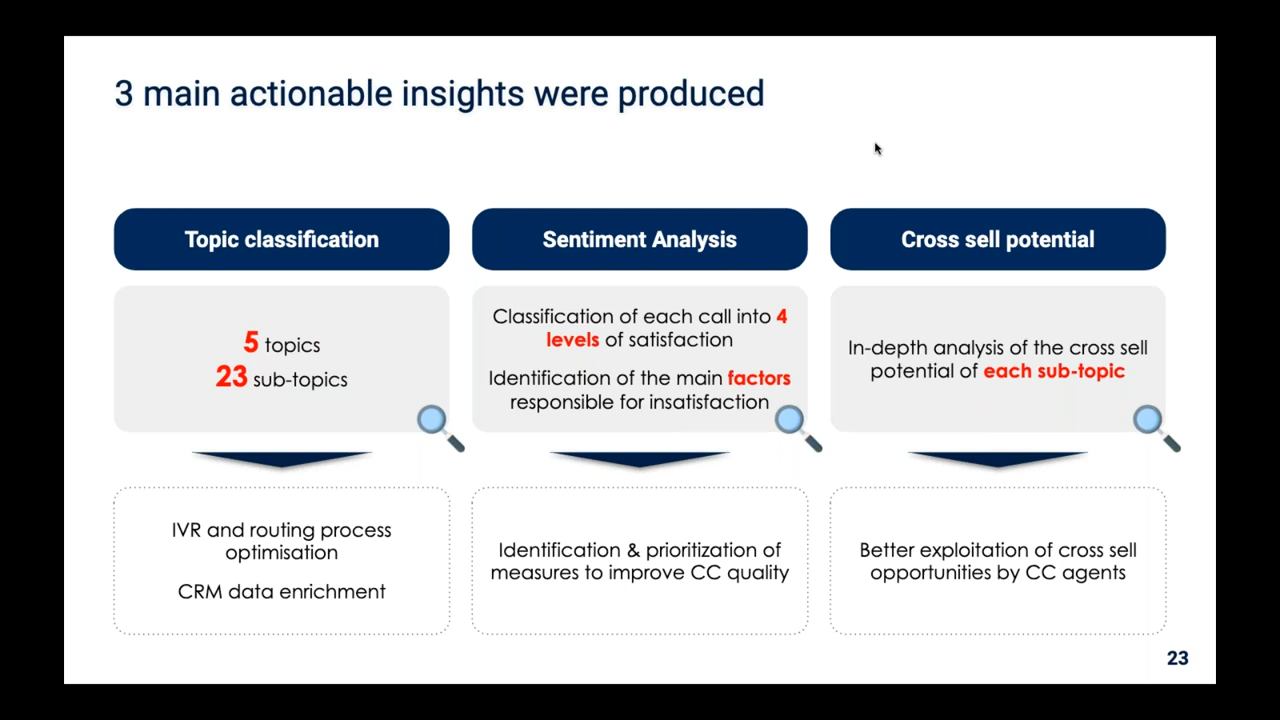 3 main actionable insights were produced
Topic classification
5 topics
23 sub-topics
IVR and routing process
optimisation
CRM data enrichment
Sentiment Analysis
Classification of each call into 4
levels of satisfaction
Identification of the main factors
responsible for insatisfaction
Identification & prioritization of
measures to improve CC quality
Cross sell potential
In-depth analysis of the cross sell
potential of each sub-topic
Better exploitation of cross sell
opportunities by CC agents
23